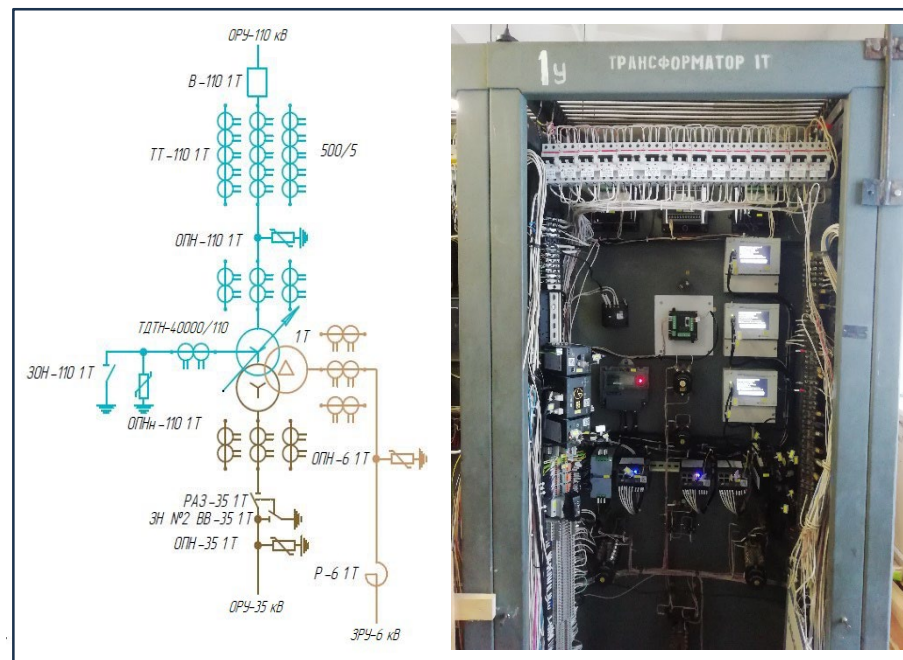 ОРУ-110 кВ
В-110 1Т
ТТ-110 1Т
500/5
ОПН-110 1Т
ТДТН-40000/110
1Т
ЗОН-110 1Т
ОПНн-110 1Т
ОПН-6 1Т
РАЗ-35 1Т
ЗН №2 ВВ-35 1Т
ОПН-35 1Т
Р-6 1Т
ОРУ-35 кВ
ЗРУ-6 кВ
1У
ТРАНСФОРМАТОР 1Т